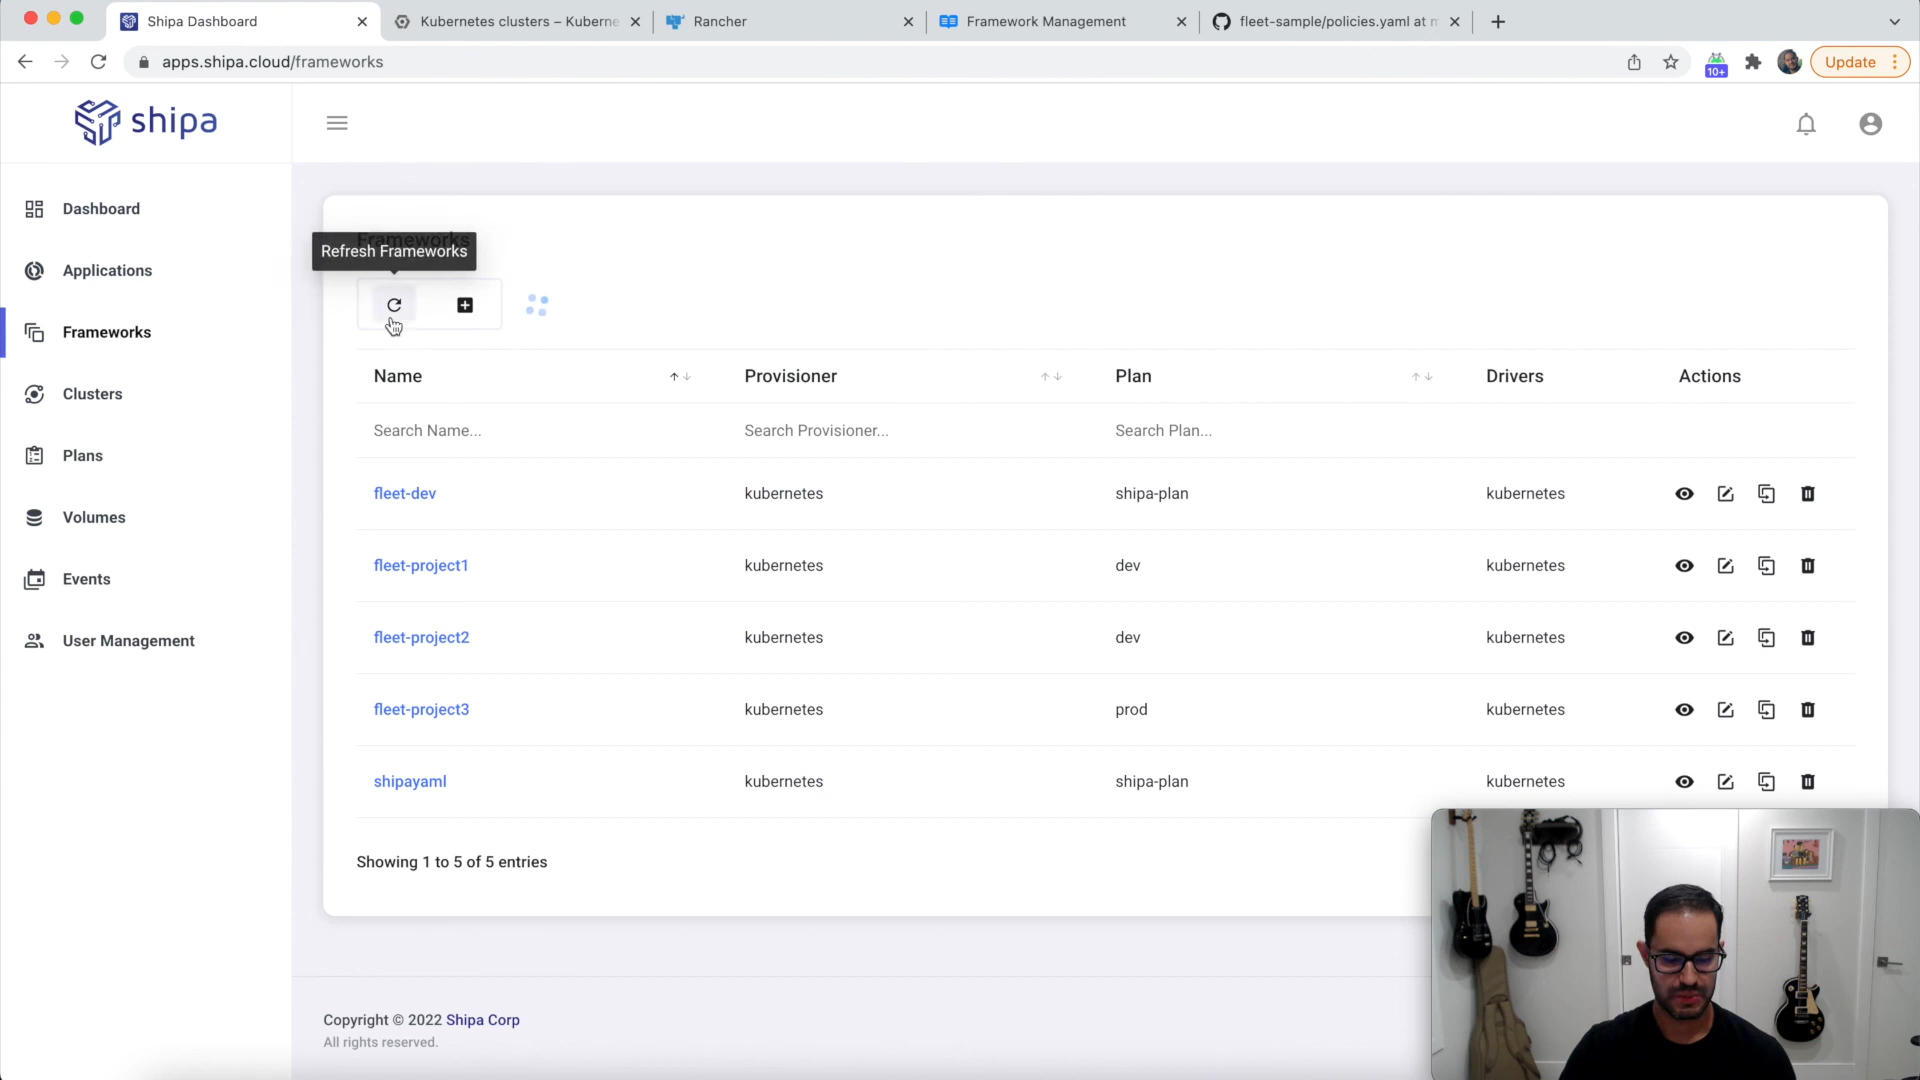 Shipa Dashboard
Kubernetes clusters – Kuberne
Rancher
Framework Management
fleet-sample/policies.yaml at m
apps.shipa.cloud/frameworks
10+
Update
shipa
Dashboard
Applications
Frameworks
Clusters
Plans
Volumes
Events
User Management
Frameworks
Refresh Frameworks
Name Provisioner Plan Drivers Actions
Search Name... Search Provisioner... Search Plan...
fleet-dev kubernetes shipa-plan kubernetes
fleet-project1 kubernetes dev kubernetes
fleet-project2 kubernetes dev kubernetes
fleet-project3 kubernetes prod kubernetes
shipayaml kubernetes shipa-plan kubernetes
Showing 1 to 5 of 5 entries
Copyright © 2022 Shipa Corp
All rights reserved.